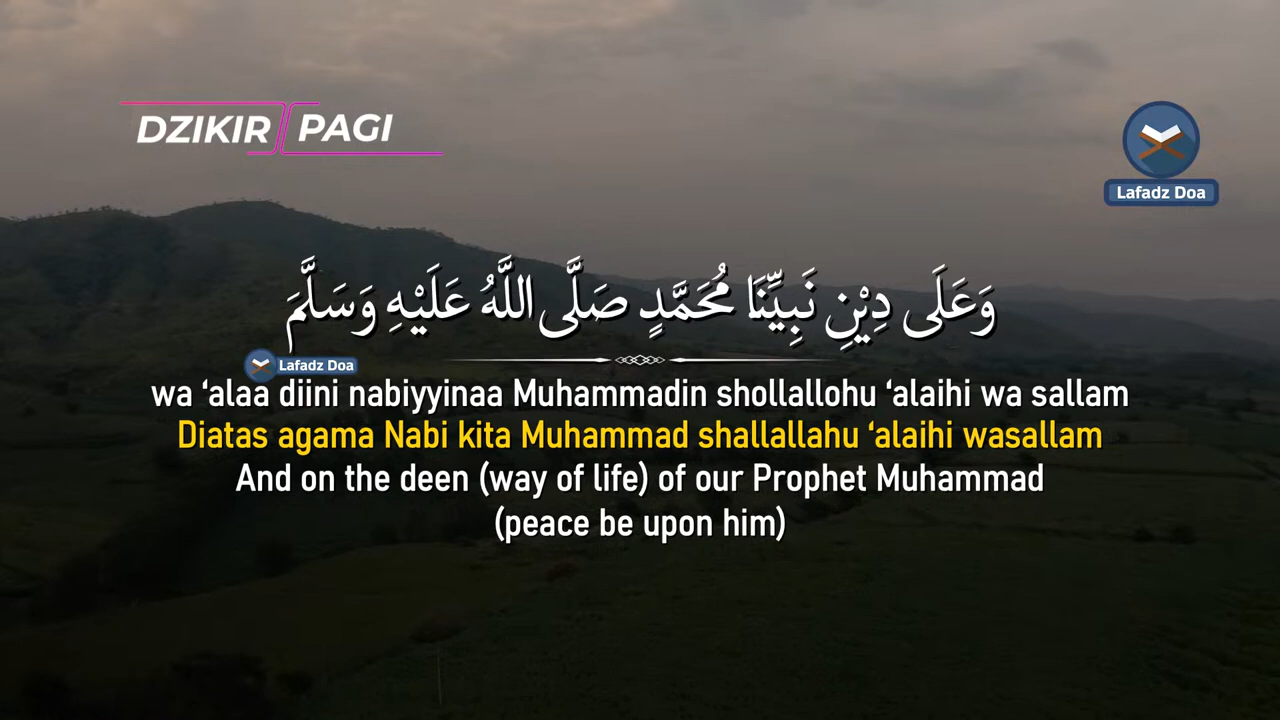 DZIKIR PAGI
Lafadz Doa
وَعَلَى دِيْنِ نَبِيِّنَا مُحَمَّدٍ صَلَّى اللَّهُ عَلَيْهِ وَسَلَّمَ
Lafadz Doa
wa ‘alaa diini nabiyyinaa Muhammadin shollallohu ‘alaihi wa sallam
Diatas agama Nabi kita Muhammad shallallahu ‘alaihi wasallam
And on the deen (way of life) of our Prophet Muhammad
(peace be upon him)